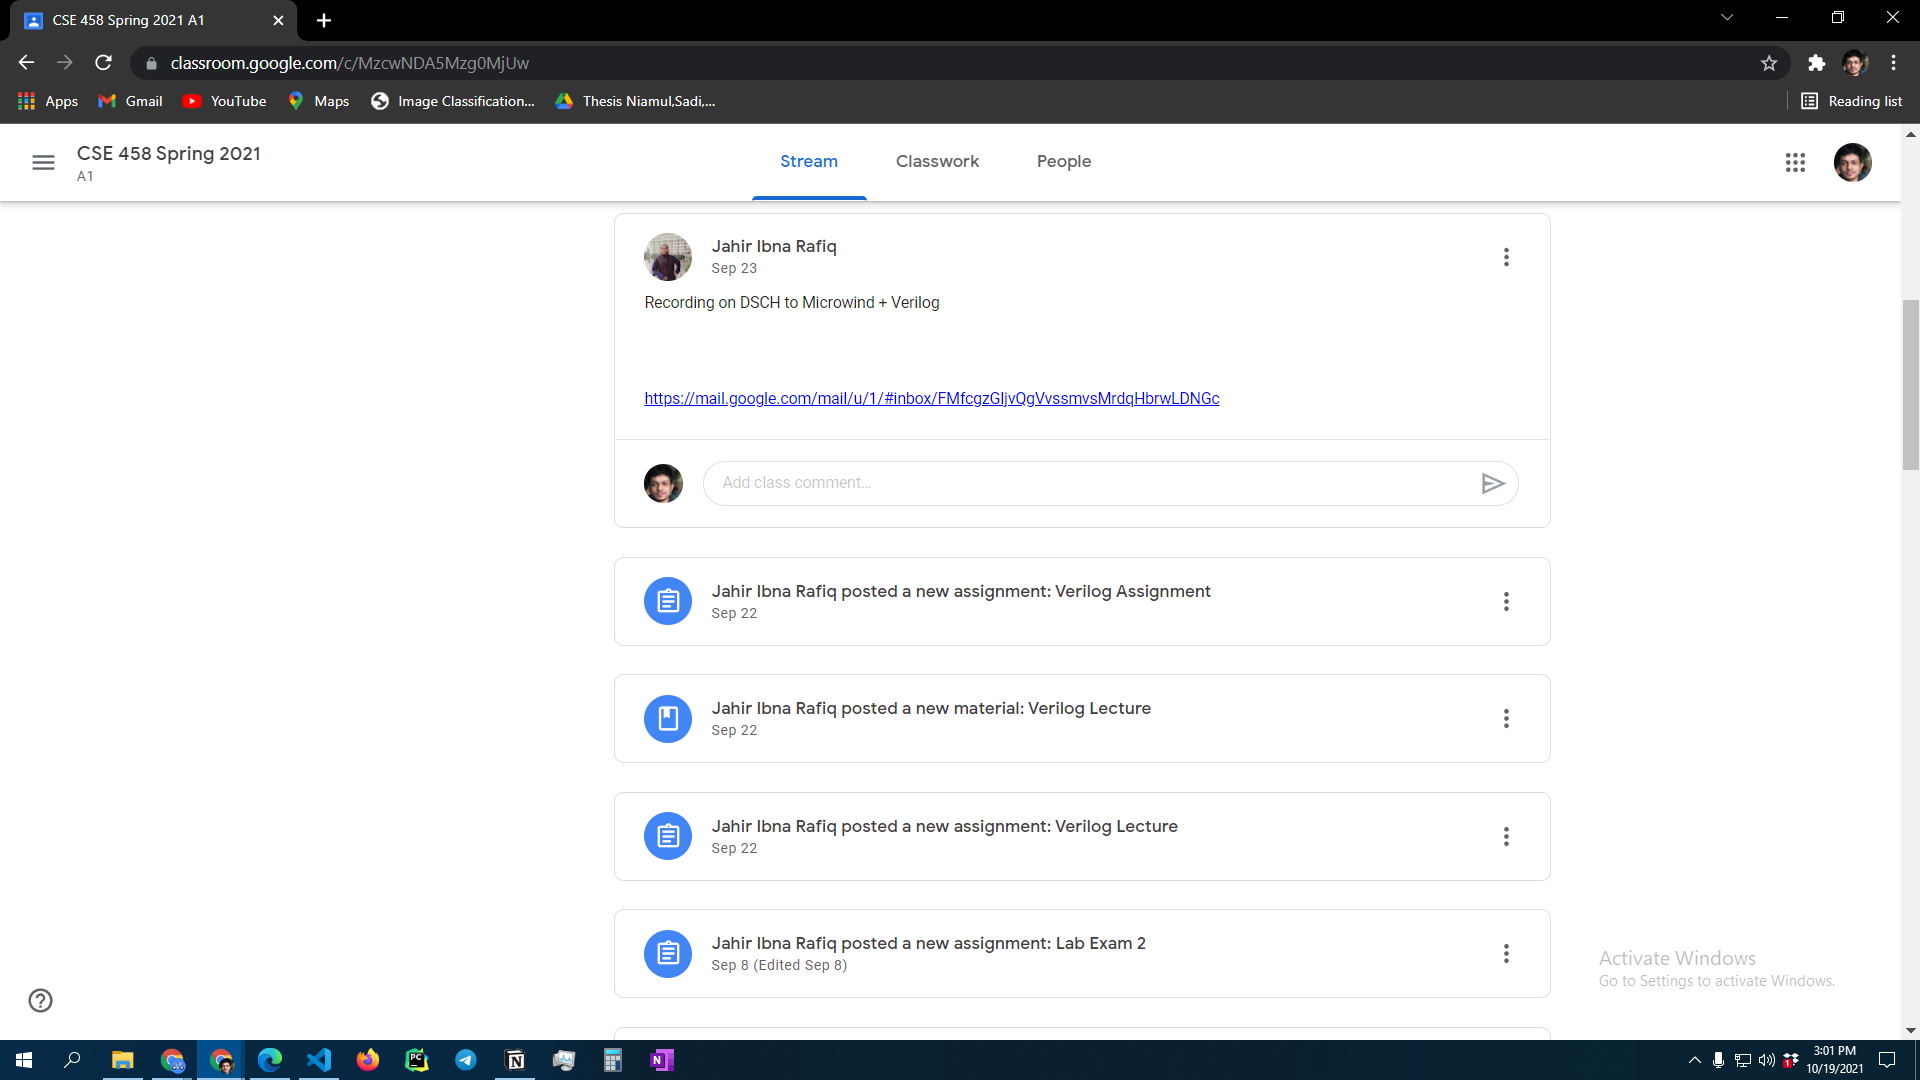 CSE 458 Spring 2021 A1
classroom.google.com/c/MzcwNDA5Mzg0MjUw
Apps
Gmail
YouTube
Maps
Image Classification...
Thesis Niamul,Sadi,...
Reading list
CSE 458 Spring 2021
A1
Stream
Classwork
People
Jahir Ibna Rafiq
Sep 23
Recording on DSCH to Microwind + Verilog
https://mail.google.com/mail/u/1/#inbox/FMfcgzGljvQgVvssmvsMrdqHbrwLDNGc
Add class comment...
Jahir Ibna Rafiq posted a new assignment: Verilog Assignment
Sep 22
Jahir Ibna Rafiq posted a new material: Verilog Lecture
Sep 22
Jahir Ibna Rafiq posted a new assignment: Verilog Lecture
Sep 22
Jahir Ibna Rafiq posted a new assignment: Lab Exam 2
Sep 8 (Edited Sep 8)
Activate Windows
Go to Settings to activate Windows.
3:01 PM
10/19/2021